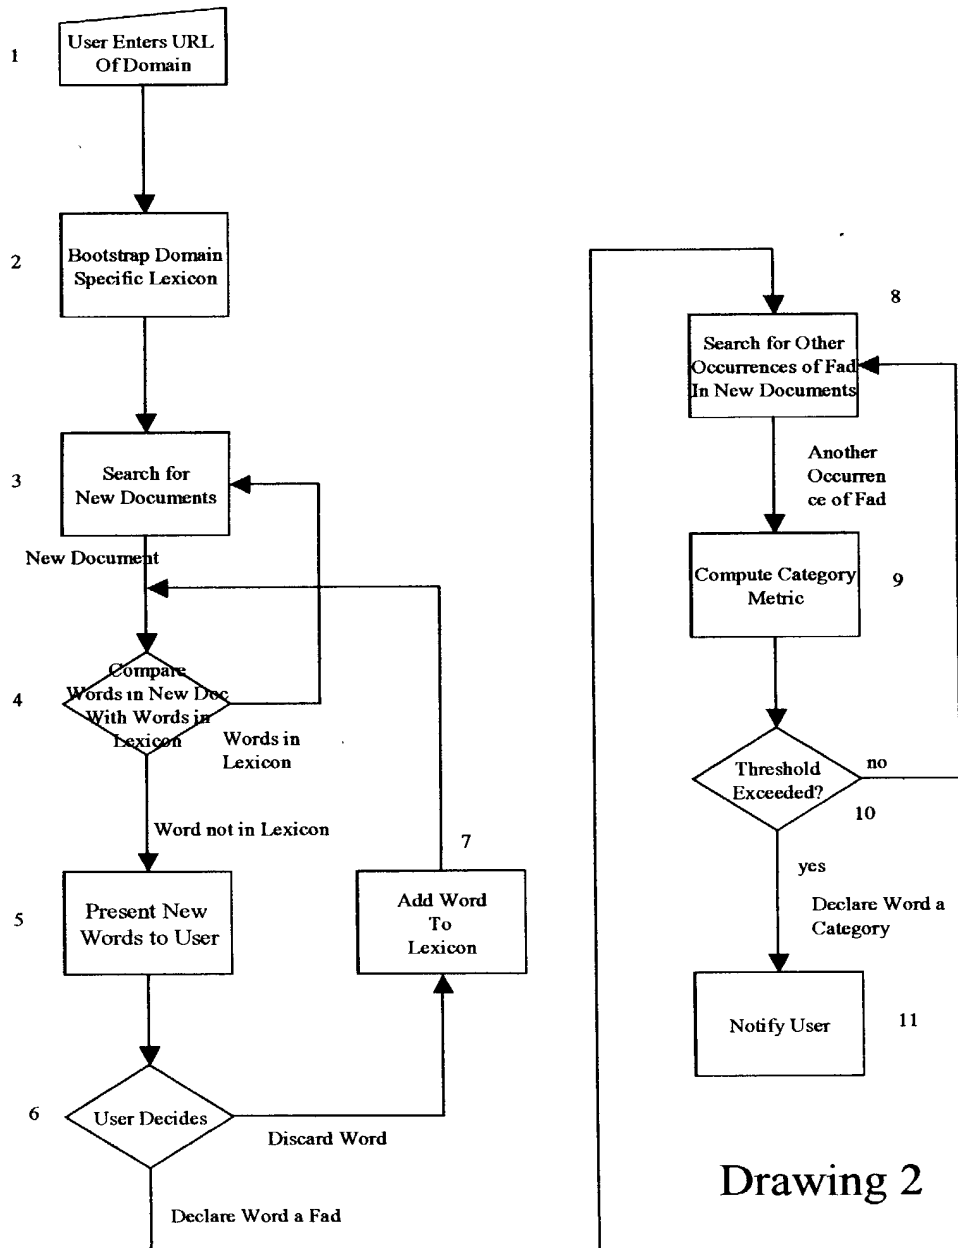 1
User Enters URL
Of Domain
2
Bootstrap Domain
Specific Lexicon
3
Search for
New Documents
New Document
4
Compare
Words in New Doc
With Words in
Lexicon
Words in
Lexicon
Word not in Lexicon
5
Present New
Words to User
7
Add Word
To
Lexicon
6
User Decides
Discard Word
Declare Word a Fad
8
Search for Other
Occurrences of Fad
In New Documents
Another
Occurren
ce of Fad
9
Compute Category
Metric
Threshold
Exceeded?
no
10
yes
Declare Word a
Category
Notify User
11
Drawing 2